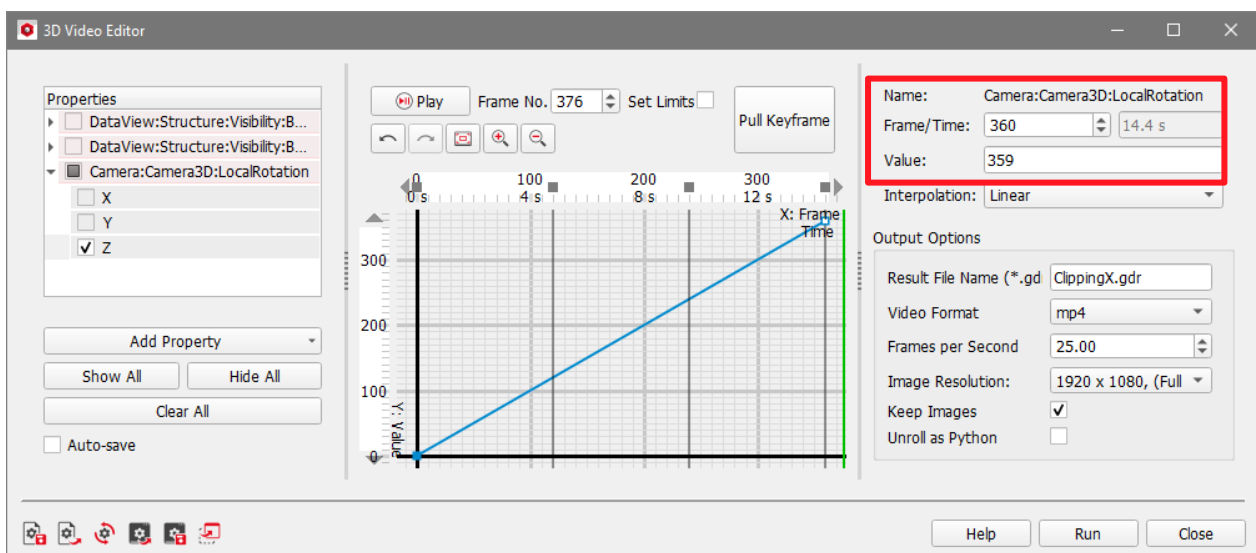 3D Video Editor
Properties
DataView:Structure:Visibility:B...
DataView:Structure:Visibility:B...
Camera:Camera3D:LocalRotation
X
Y
Z
Add Property
Show All Hide All
Clear All
Auto-save
Play Frame No. 376 Set Limits
Pull Keyframe
0 100 200 300
0 s 4 s 8 s 12 s
X: Frame
Time
300
200
100
0
Y: Value
Name: Camera:Camera3D:LocalRotation
Frame/Time: 360 14.4 s
Value: 359
Interpolation: Linear
Output Options
Result File Name (*.gd ClippingX.gdr
Video Format mp4
Frames per Second 25.00
Image Resolution: 1920 x 1080, (Full
Keep Images
Unroll as Python
Help Run Close